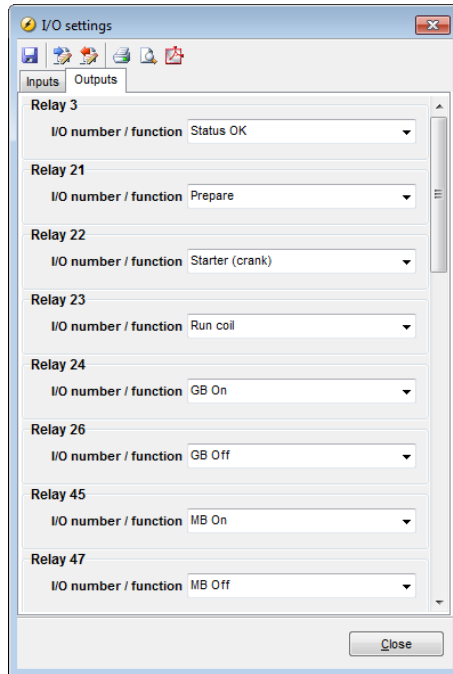 I/O settings
Inputs Outputs
Relay 3
I/O number / function Status OK
Relay 21
I/O number / function Prepare
Relay 22
I/O number / function Starter (crank)
Relay 23
I/O number / function Run coil
Relay 24
I/O number / function GB On
Relay 26
I/O number / function GB Off
Relay 45
I/O number / function MB On
Relay 47
I/O number / function MB Off
Close